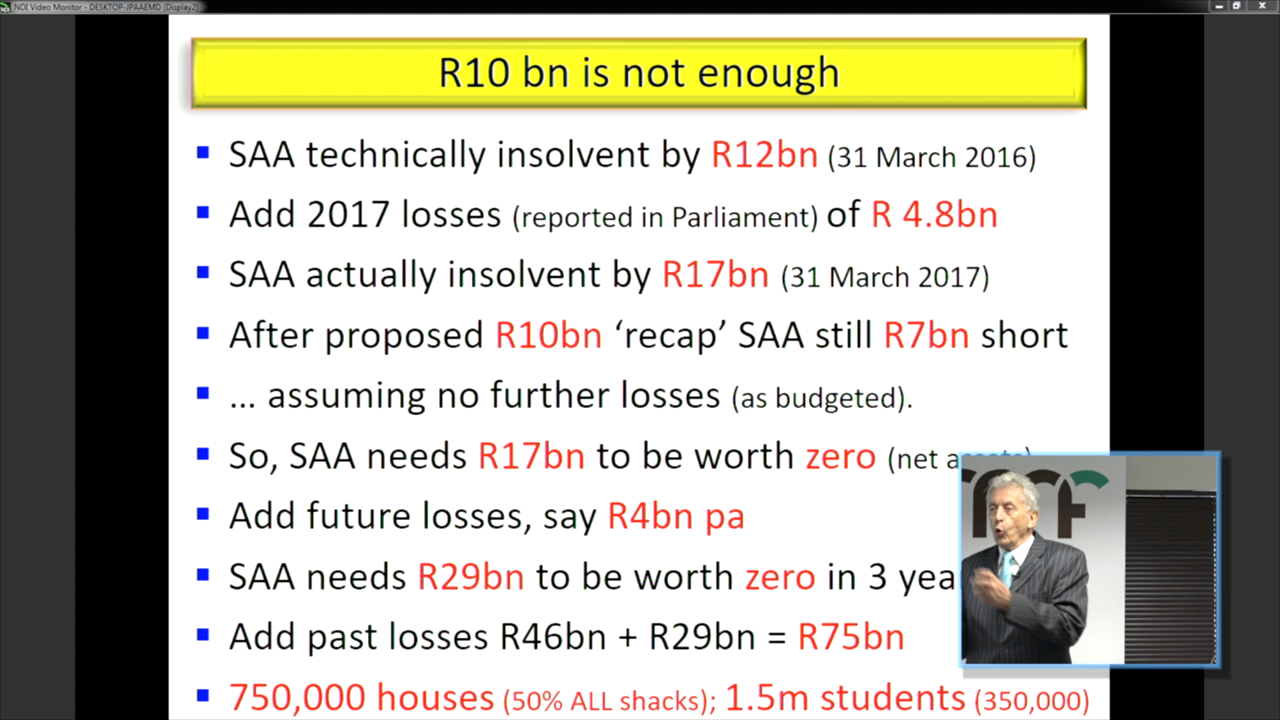 NDI Video Monitor - DESKTOP-JPAAEMD (Display2)
R10 bn is not enough
SAA technically insolvent by R12bn (31 March 2016)
Add 2017 losses (reported in Parliament) of R 4.8bn
SAA actually insolvent by R17bn (31 March 2017)
After proposed R10bn ‘recap’ SAA still R7bn short
... assuming no further losses (as budgeted).
So, SAA needs R17bn to be worth zero (net
Add future losses, say R4bn pa
SAA needs R29bn to be worth zero in 3
Add past losses R46bn + R29bn = R75bn
750,000 houses (50% ALL shacks); 1.5m students (350,000)